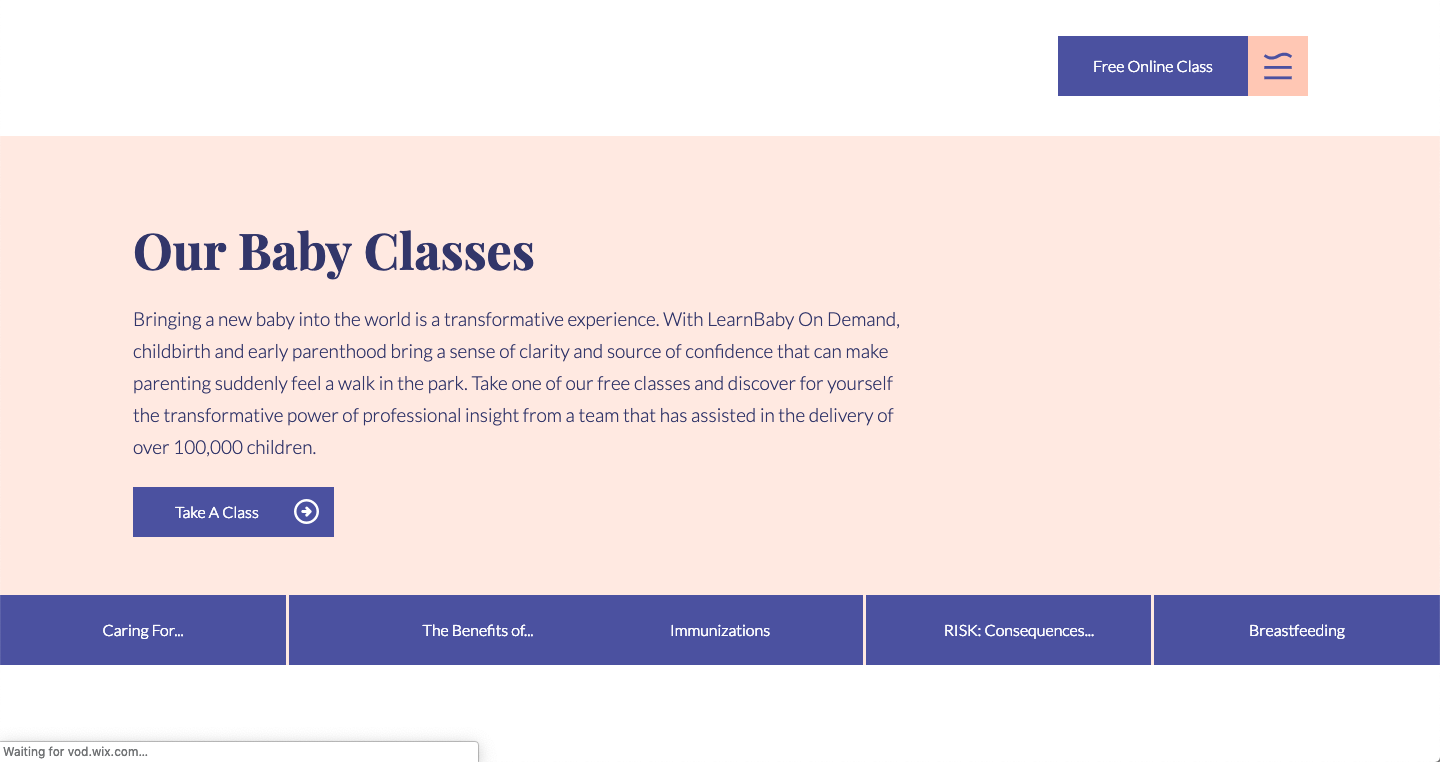 Free Online Class
Our Baby Classes
Bringing a new baby into the world is a transformative experience. With LearnBaby On Demand,
childbirth and early parenthood bring a sense of clarity and source of confidence that can make
parenting suddenly feel a walk in the park. Take one of our free classes and discover for yourself
the transformative power of professional insight from a team that has assisted in the delivery of
over 100,000 children.
Take A Class
Caring For...
The Benefits of...
Immunizations
RISK: Consequences...
Breastfeeding
Waiting for vod.wix.com...